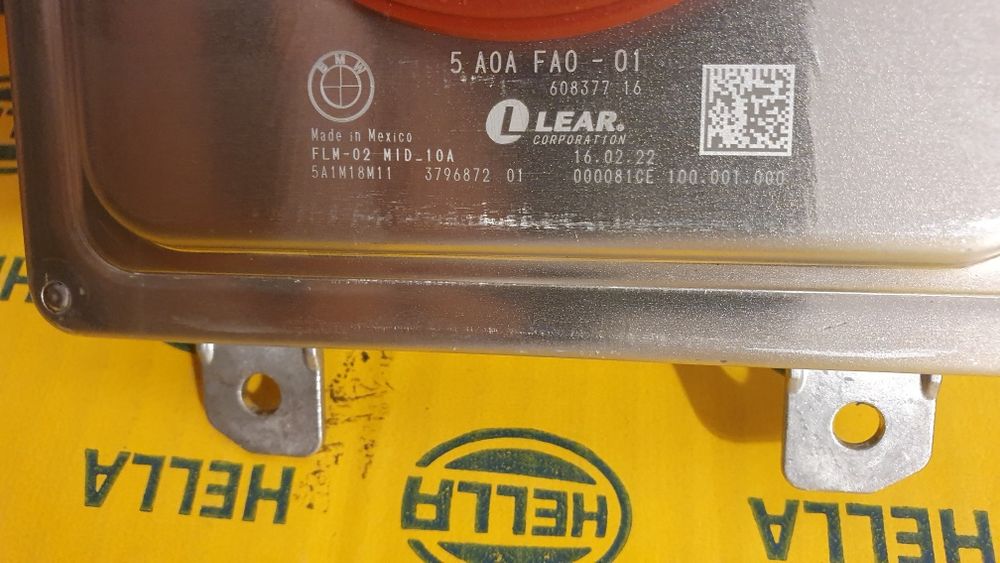 BMW
5 A0A FA0 - 01
608377 16
L LEAR®
CORPORATION
Made in Mexico
FLM-02 MID_10A
16.02.22
5A1M18M11 3796872 01 000081CE 100.001.000
HELLA
HELLA
HELLA